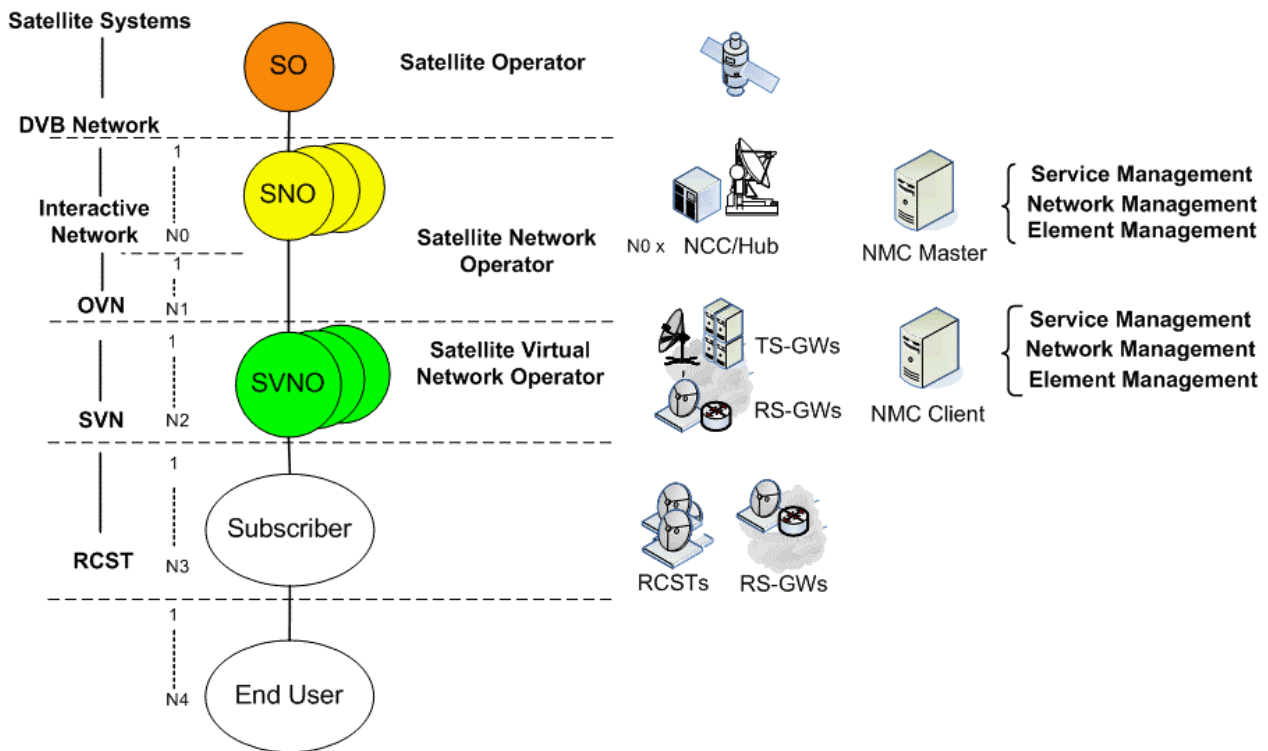 Satellite Systems
SO
Satellite Operator
DVB Network
1
SNO
Interactive
Network
N0
Satellite Network
Operator
N0 x
NCC/Hub
NMC Master
Service Management
Network Management
Element Management
1
OVN
N1
1
SVNO
Satellite Virtual
Network Operator
SVN
N2
TS-GWs
RS-GWs
NMC Client
Service Management
Network Management
Element Management
1
Subscriber
RCST
N3
RCSTs
RS-GWs
1
End User
N4